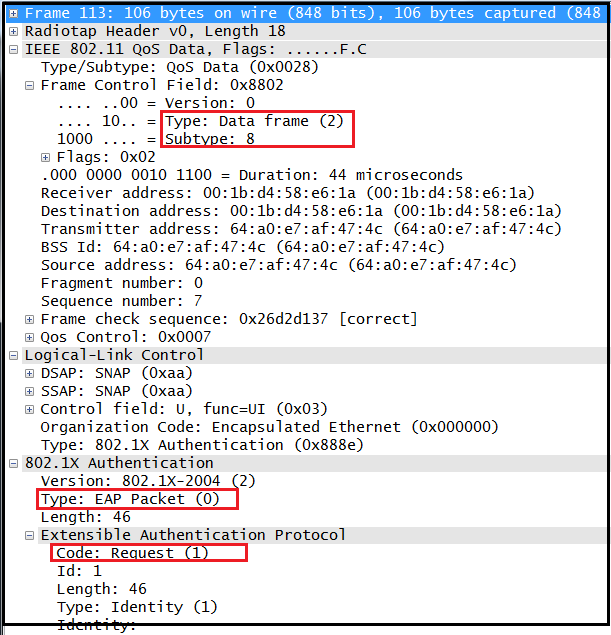 Frame 113: 106 bytes on wire (848 bits), 106 bytes captured (848
Radiotap Header v0, Length 18
IEEE 802.11 QoS Data, Flags: ......F.C
Type/Subtype: QoS Data (0x0028)
Frame Control Field: 0x8802
.... ..00 = Version: 0
.... 10.. = Type: Data frame (2)
1000 .... = Subtype: 8
Flags: 0x02
.000 0000 0010 1100 = Duration: 44 microseconds
Receiver address: 00:1b:d4:58:e6:1a (00:1b:d4:58:e6:1a)
Destination address: 00:1b:d4:58:e6:1a (00:1b:d4:58:e6:1a)
Transmitter address: 64:a0:e7:af:47:4c (64:a0:e7:af:47:4c)
BSS Id: 64:a0:e7:af:47:4c (64:a0:e7:af:47:4c)
Source address: 64:a0:e7:af:47:4c (64:a0:e7:af:47:4c)
Fragment number: 0
Sequence number: 7
Frame check sequence: 0x26d2d137 [correct]
Qos Control: 0x0007
Logical-Link Control
DSAP: SNAP (0xaa)
SSAP: SNAP (0xaa)
Control field: U, func=UI (0x03)
Organization Code: Encapsulated Ethernet (0x000000)
Type: 802.1X Authentication (0x888e)
802.1X Authentication
Version: 802.1X-2004 (2)
Type: EAP Packet (0)
Length: 46
Extensible Authentication Protocol
Code: Request (1)
Id: 1
Length: 46
Type: Identity (1)
Identity: